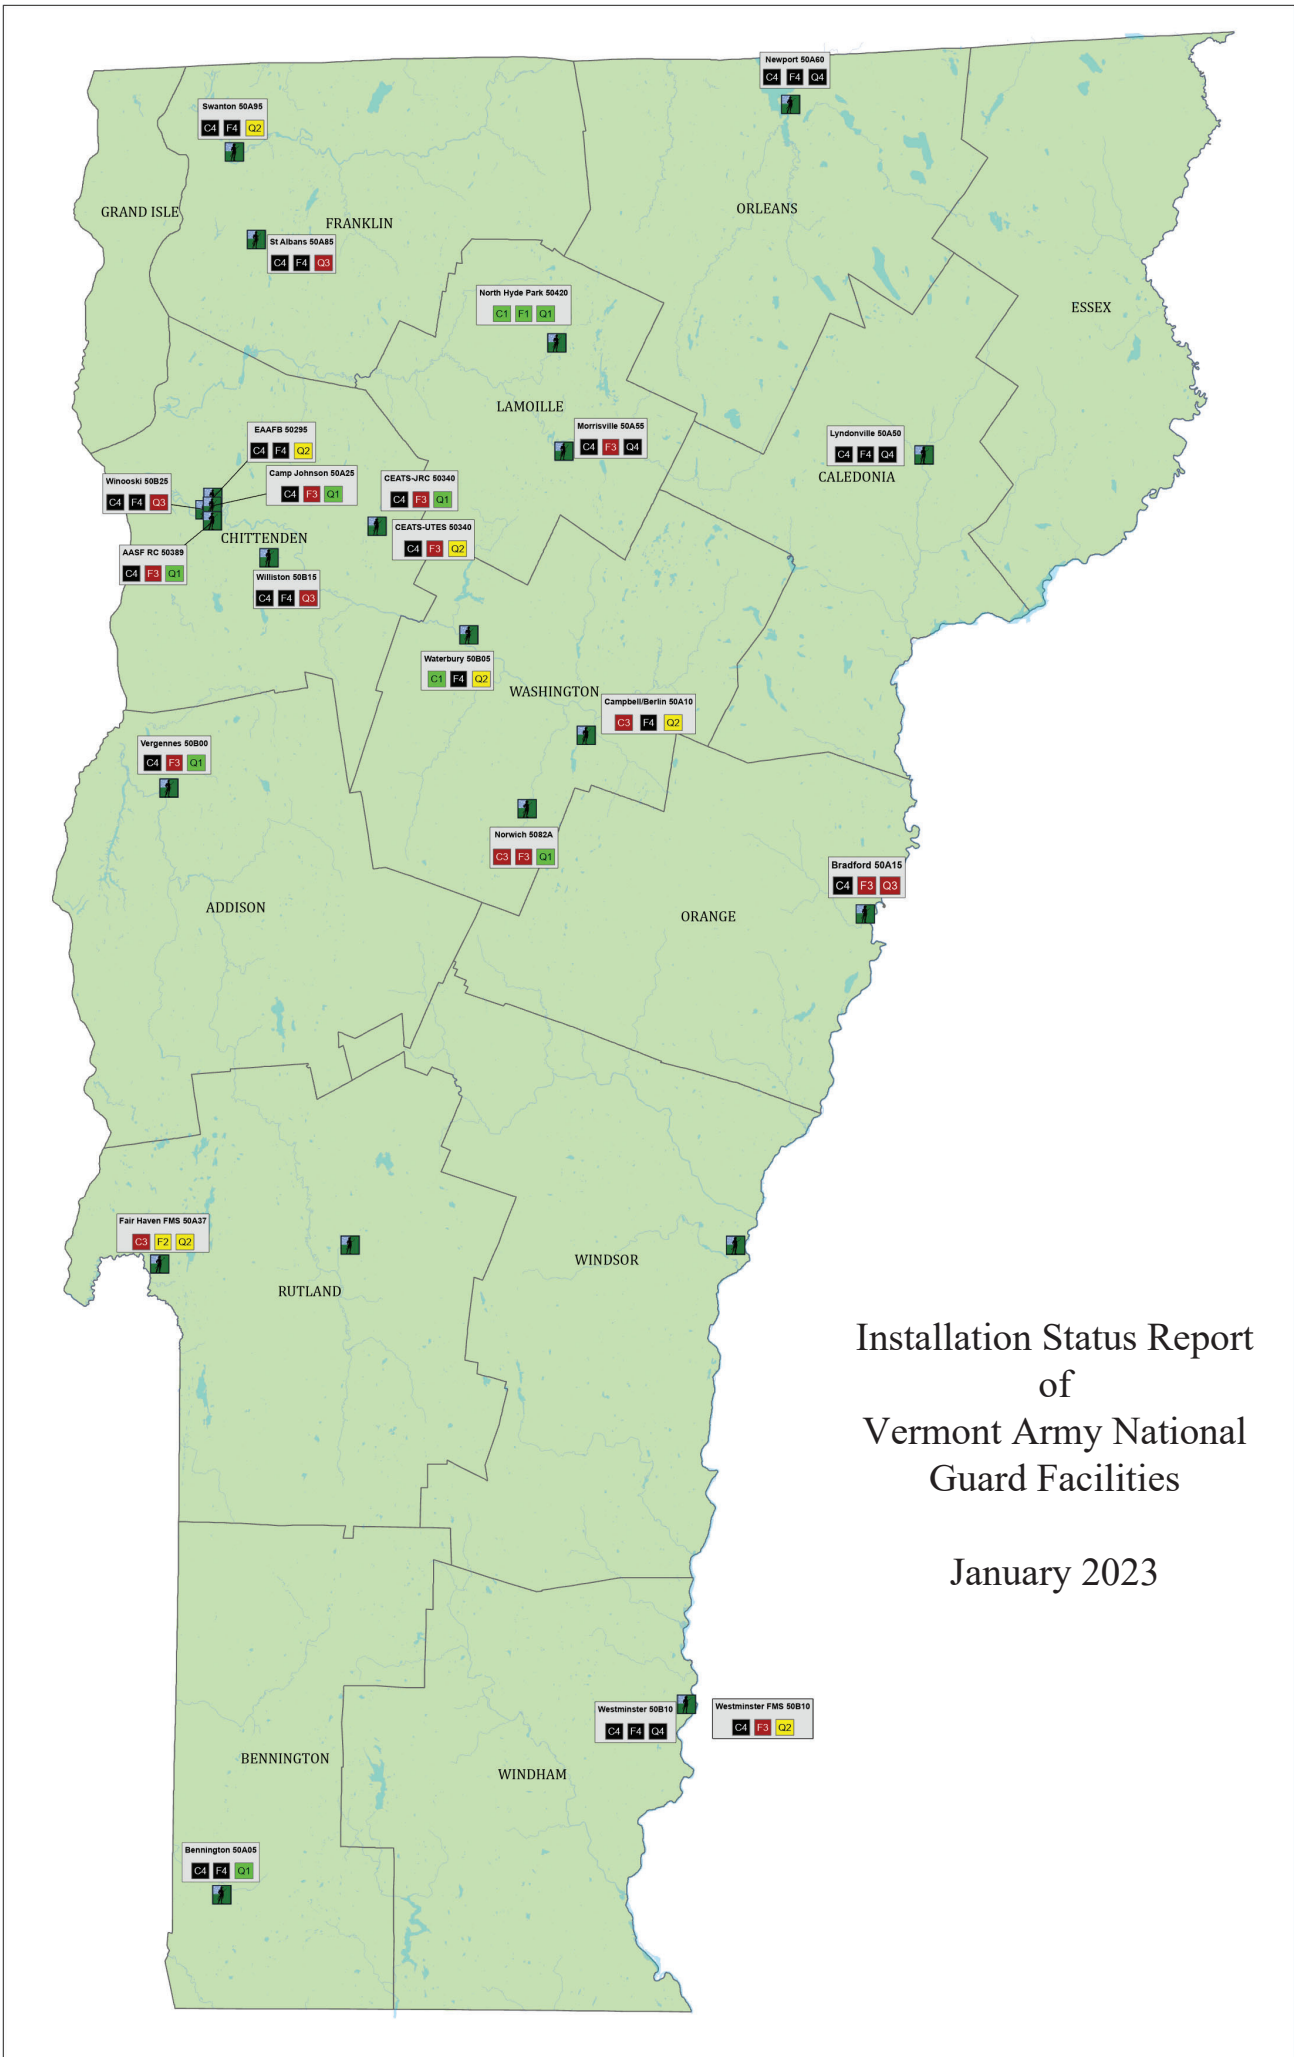 Newport 50A60
C4 F4 Q4
Swanton 50A95
C4 F4 Q2
GRAND ISLE
FRANKLIN
ORLEANS
St Albans 50A85
C4 F4 Q3
North Hyde Park 50420
C1 F1 Q1
ESSEX
LAMOILLE
EAAFB 50295
C4 F4 Q2
Morrisville 50A55
C4 F3 Q4
Lyndonville 50A50
C4 F4 Q4
CALEDONIA
Camp Johnson 50A25
C4 F3 Q1
Winooski 50B25
C4 F4 Q3
CEATS-JRC 50340
C4 F3 Q1
CEATS-UTES 50340
C4 F3 Q2
CHITTENDEN
AASF RC 50389
C4 F3 Q1
Williston 50B15
C4 F4 Q3
Waterbury 50B05
C1 F4 Q2
WASHINGTON
Campbell/Berlin 50A10
C3 F4 Q2
Vergennes 50B00
C4 F3 Q1
Norwich 5082A
C3 F3 Q1
Bradford 50A15
C4 F3 Q3
ADDISON
ORANGE
Fair Haven FMS 50A37
C3 F2 Q2
WINDSOR
RUTLAND
Installation Status Report
of
Vermont Army National
Guard Facilities
January 2023
Westminster 50B10
C4 F4 Q4
Westminster FMS 50B10
C4 F3 Q2
BENNINGTON
WINDHAM
Bennington 50A05
C4 F4 Q1